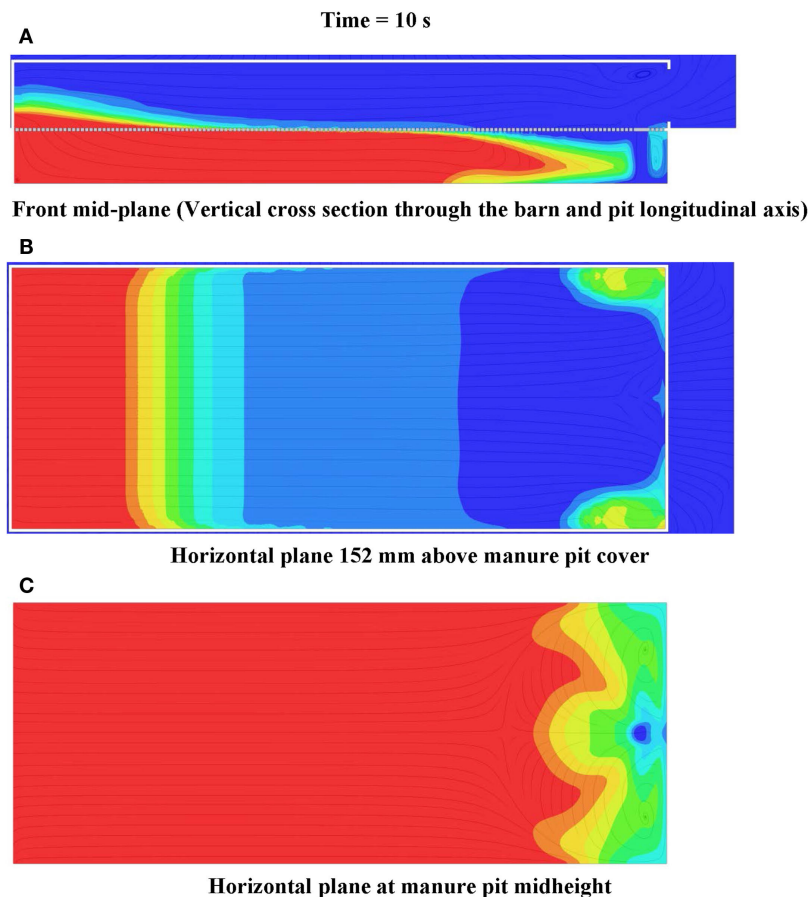 Time = 10 s
A
Front mid-plane (Vertical cross section through the barn and pit longitudinal axis)
B
Horizontal plane 152 mm above manure pit cover
C
Horizontal plane at manure pit midheight